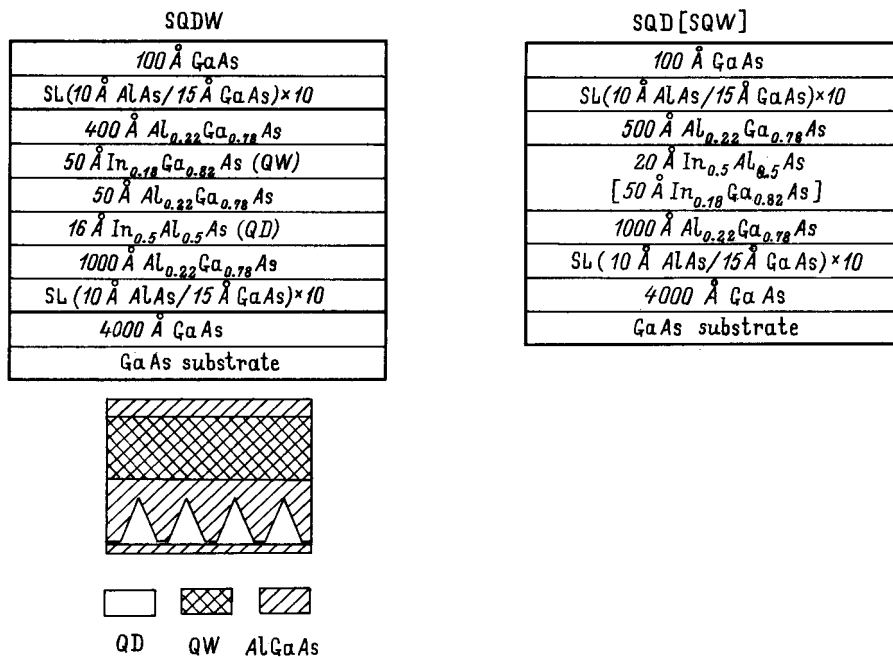 SQDW
100 Å GaAs
SL (10 Å AlAs/15 Å GaAs)×10
400 Å Al₀.₂₂Ga₀.₇₈As
50 Å In₀.₁₈Ga₀.₈₂As (QW)
50 Å Al₀.₂₂Ga₀.₇₈As
16 Å In₀.₅Al₀.₅As (QD)
1000 Å Al₀.₂₂Ga₀.₇₈As
SL (10 Å AlAs/15 Å GaAs)×10
4000 Å GaAs
GaAs substrate
SQD [SQW]
100 Å GaAs
SL (10 Å AlAs/15 Å GaAs)×10
500 Å Al₀.₂₂Ga₀.₇₈As
20 Å In₀.₅Al₀.₅As
[50 Å In₀.₁₈Ga₀.₈₂As]
1000 Å Al₀.₂₂Ga₀.₇₈As
SL (10 Å AlAs/15 Å GaAs)×10
4000 Å GaAs
GaAs substrate
QD QW AlGaAs